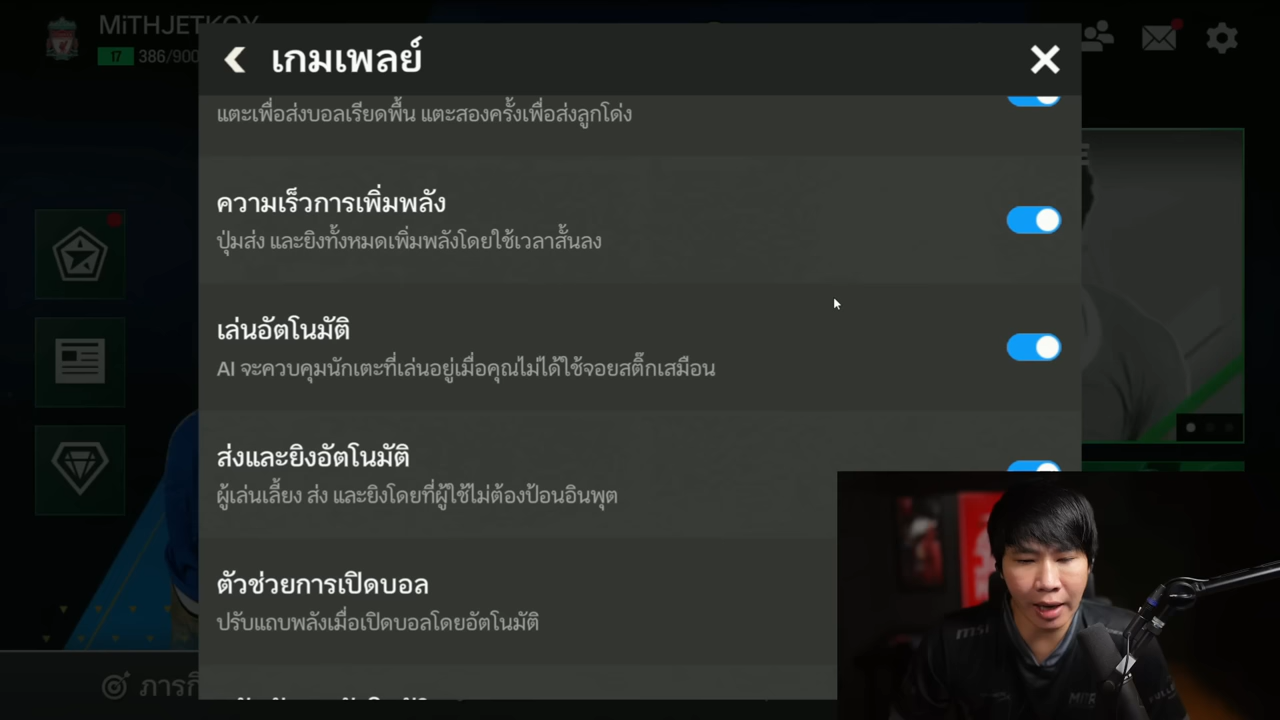 MiTHJETKOX
17 386/900
เกมเพลย์
แตะเพื่อส่งบอลเรียดพื้น แตะสองครั้งเพื่อส่งลูกโด่ง
ความเร็วการเพิ่มพลัง
ปุ่มส่ง และยิงทั้งหมดเพิ่มพลังโดยใช้เวลาสั้นลง
เล่นอัตโนมัติ
AI จะควบคุมนักเตะที่เล่นอยู่เมื่อคุณไม่ได้ใช้จอยสติ๊กเสมือน
ส่งและยิงอัตโนมัติ
ผู้เล่นเลี้ยง ส่ง และยิงโดยที่ผู้ใช้ไม่ต้องป้อนอินพุต
ตัวช่วยการเปิดบอล
ปรับแถบพลังเมื่อเปิดบอลโดยอัตโนมัติ
msi